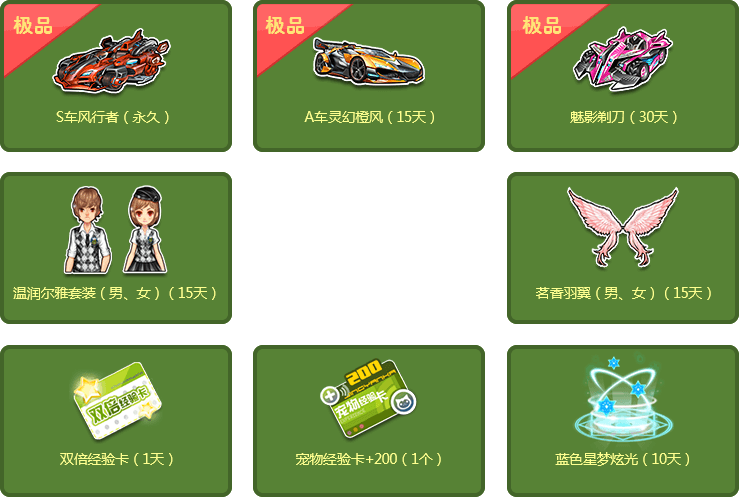 极品
极品
极品
S车风行者（永久）
A车灵幻橙风（15天）
魅影剃刀（30天）
温润尔雅套装（男、女）（15天）
茗香羽翼（男、女）（15天）
双倍经验卡
200
宠物经验卡
双倍经验卡（1天）
宠物经验卡+200（1个）
蓝色星梦炫光（10天）